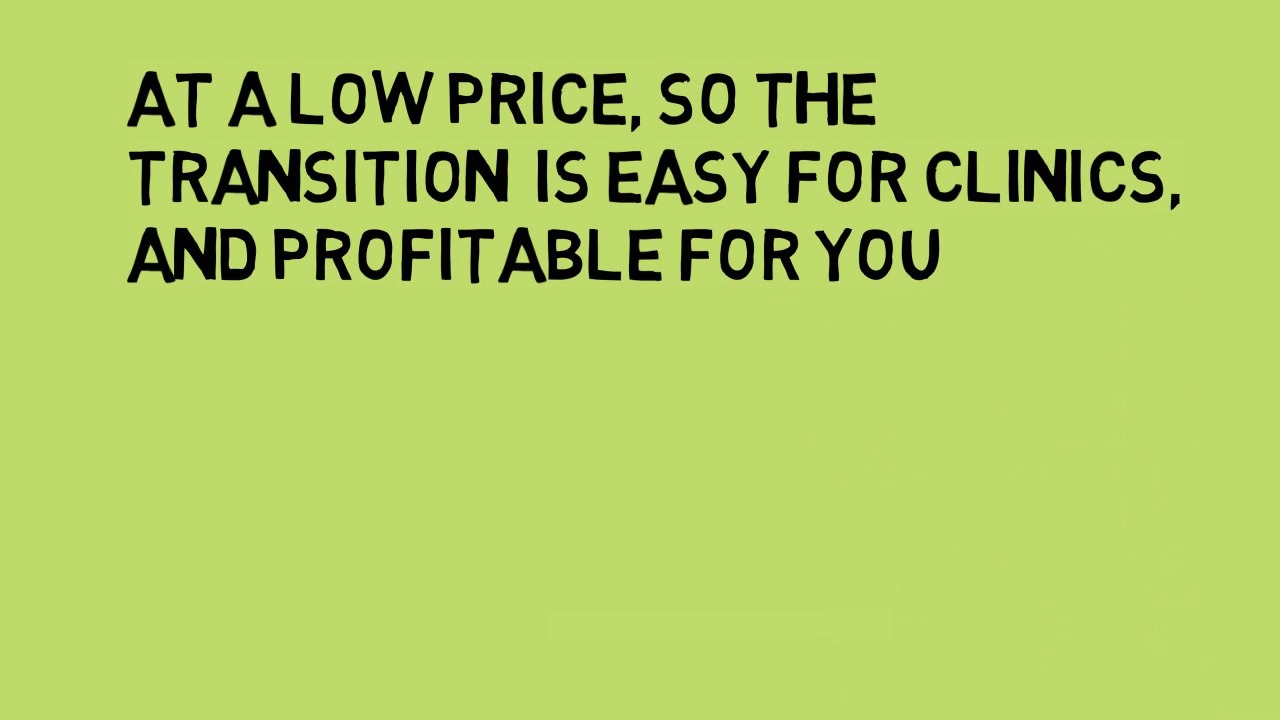 AT A LOW PRICE, SO THE
TRANSITION IS EASY FOR CLINICS,
AND PROFITABLE FOR YOU